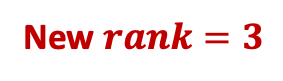 New rank = 3